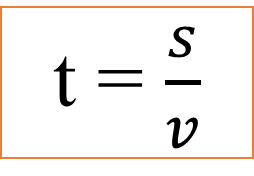 t = s/v